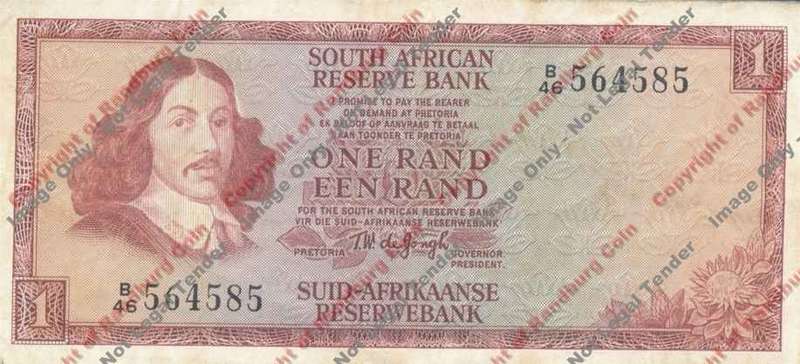 1
SOUTH AFRICAN
RESERVE BANK
B/46 564585
I PROMISE TO PAY THE BEARER
ON DEMAND AT PRETORIA
EK BELOOF OP AANVRAAG TE BETAAL
AAN TOONDER TE PRETORIA
ONE RAND
EEN RAND
FOR THE SOUTH AFRICAN RESERVE BANK
VIR DIE SUID-AFRIKAANSE RESERWEBANK
T.W. de Jongh
PRETORIA
GOVERNOR
PRESIDENT.
1
B/46 564585
SUID-AFRIKAANSE
RESERWEBANK
Copyright of Randburg Coin
Image Only - Not Legal Tender